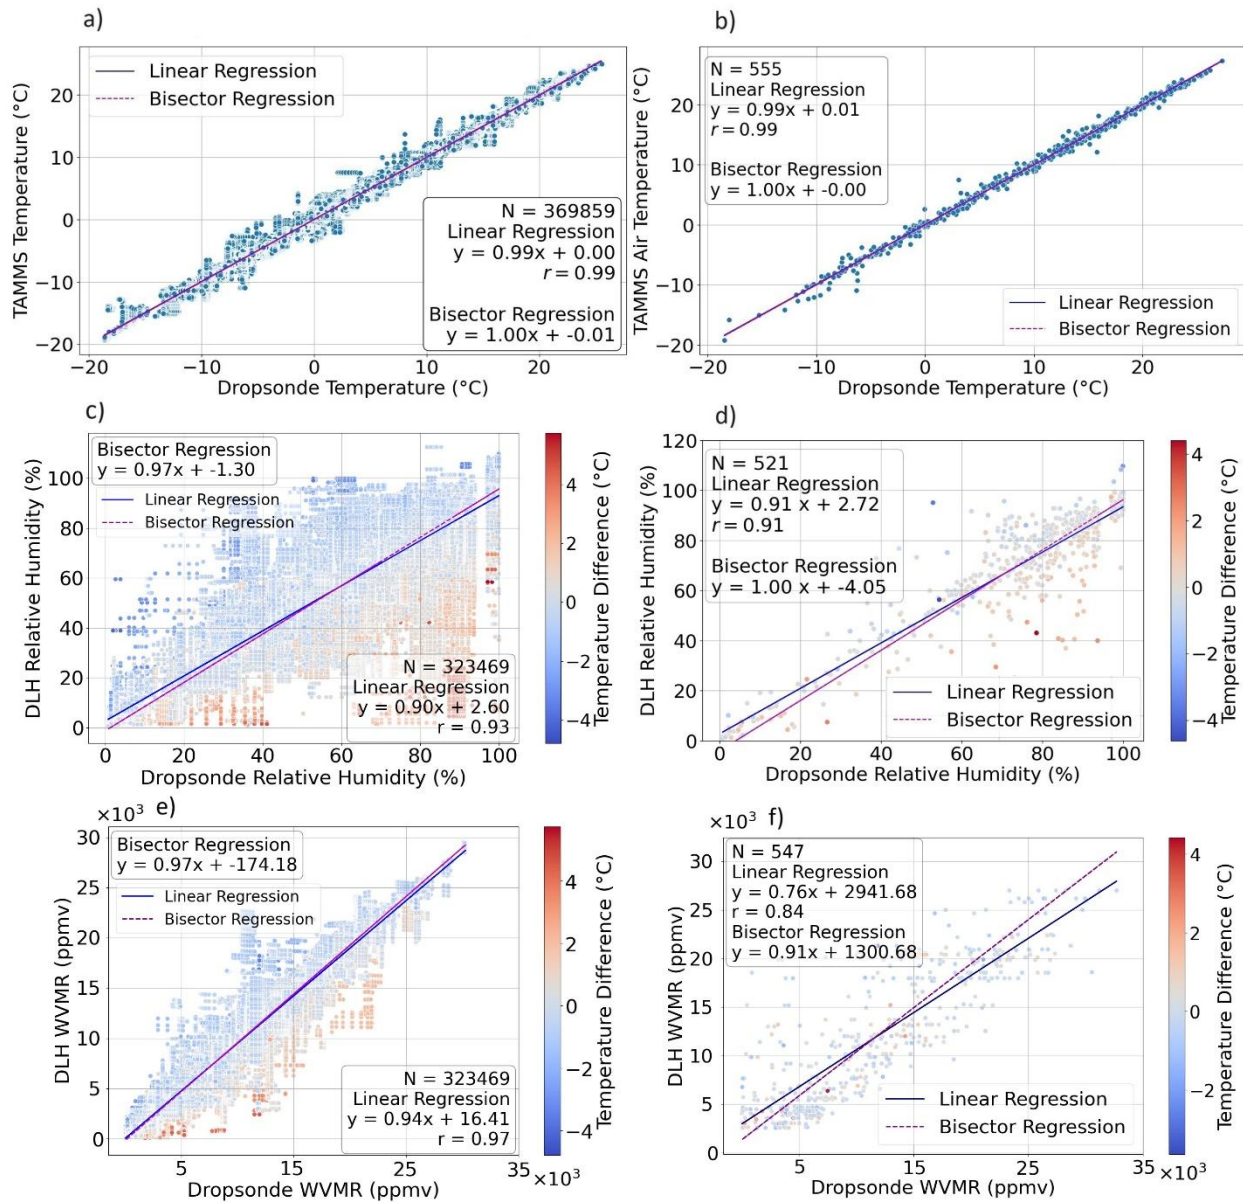 a)
TAMMS Temperature (°C)
20
10
0
−10
−20
Linear Regression
Bisector Regression
N = 369859
Linear Regression
y = 0.99x + 0.00
r = 0.99
Bisector Regression
y = 1.00x + -0.01
−20
−10
0
10
20
Dropsonde Temperature (°C)
b)
TAMMS Air Temperature (°C)
20
10
0
−10
−20
N = 555
Linear Regression
y = 0.99x + 0.01
r = 0.99
Bisector Regression
y = 1.00x + -0.00
Linear Regression
Bisector Regression
−20
−10
0
10
20
Dropsonde Temperature (°C)
c)
DLH Relative Humidity (%)
100
80
60
40
20
0
Bisector Regression
y = 0.97x + -1.30
Linear Regression
Bisector Regression
N = 323469
Linear Regression
y = 0.90x + 2.60
r = 0.93
0
20
40
60
80
100
Dropsonde Relative Humidity (%)
4
2
0
−2
−4
Temperature Difference (°C)
d)
DLH Relative Humidity (%)
120
100
80
60
40
20
0
N = 521
Linear Regression
y = 0.91 x + 2.72
r = 0.91
Bisector Regression
y = 1.00 x + -4.05
Linear Regression
Bisector Regression
0
20
40
60
80
100
Dropsonde Relative Humidity (%)
4
2
0
−2
−4
Temperature Difference (°C)
e)
×10³
DLH WVMR (ppmv)
30
25
20
15
10
5
0
Bisector Regression
y = 0.97x + -174.18
Linear Regression
Bisector Regression
N = 323469
Linear Regression
y = 0.94x + 16.41
r = 0.97
5
15
25
35
×10³
Dropsonde WVMR (ppmv)
4
2
0
−2
−4
Temperature Difference (°C)
f)
×10³
DLH WVMR (ppmv)
30
25
20
15
10
5
0
N = 547
Linear Regression
y = 0.76x + 2941.68
r = 0.84
Bisector Regression
y = 0.91x + 1300.68
Linear Regression
Bisector Regression
5
15
25
35
×10³
Dropsonde WVMR (ppmv)
4
2
0
−2
Temperature Difference (°C)